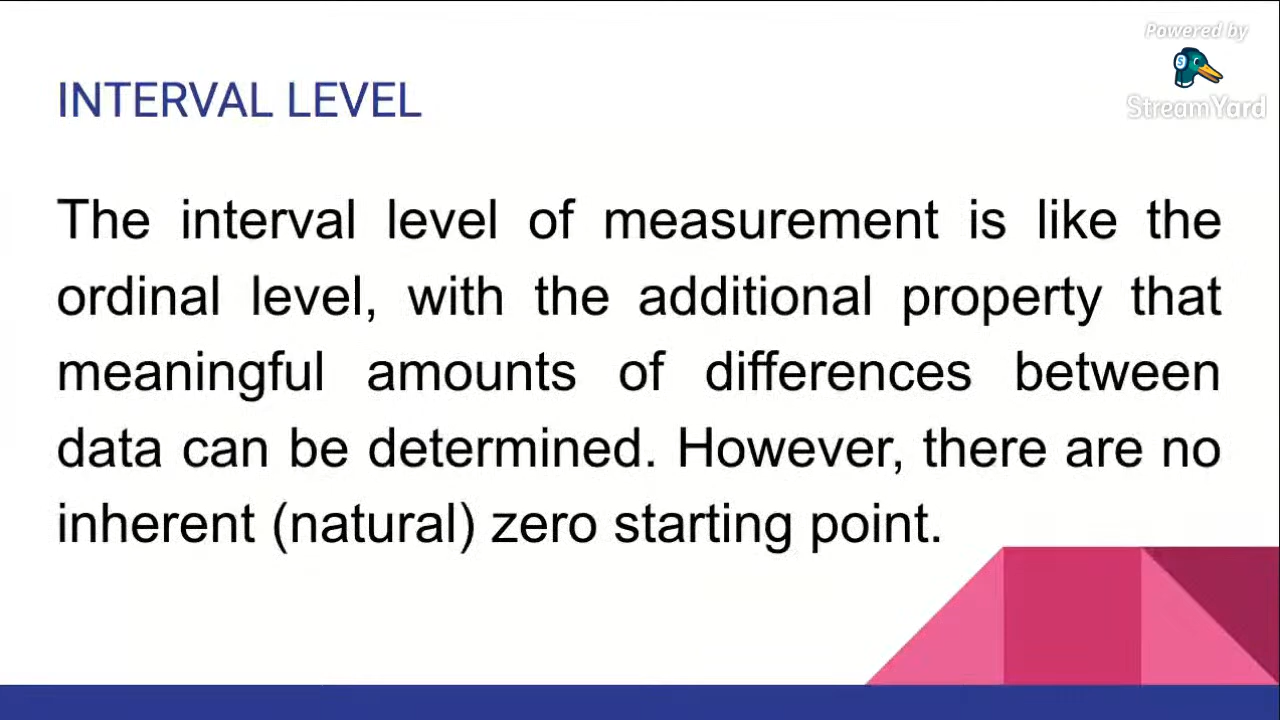 Powered by
StreamYard
INTERVAL LEVEL
The interval level of measurement is like the
ordinal level, with the additional property that
meaningful amounts of differences between
data can be determined. However, there are no
inherent (natural) zero starting point.